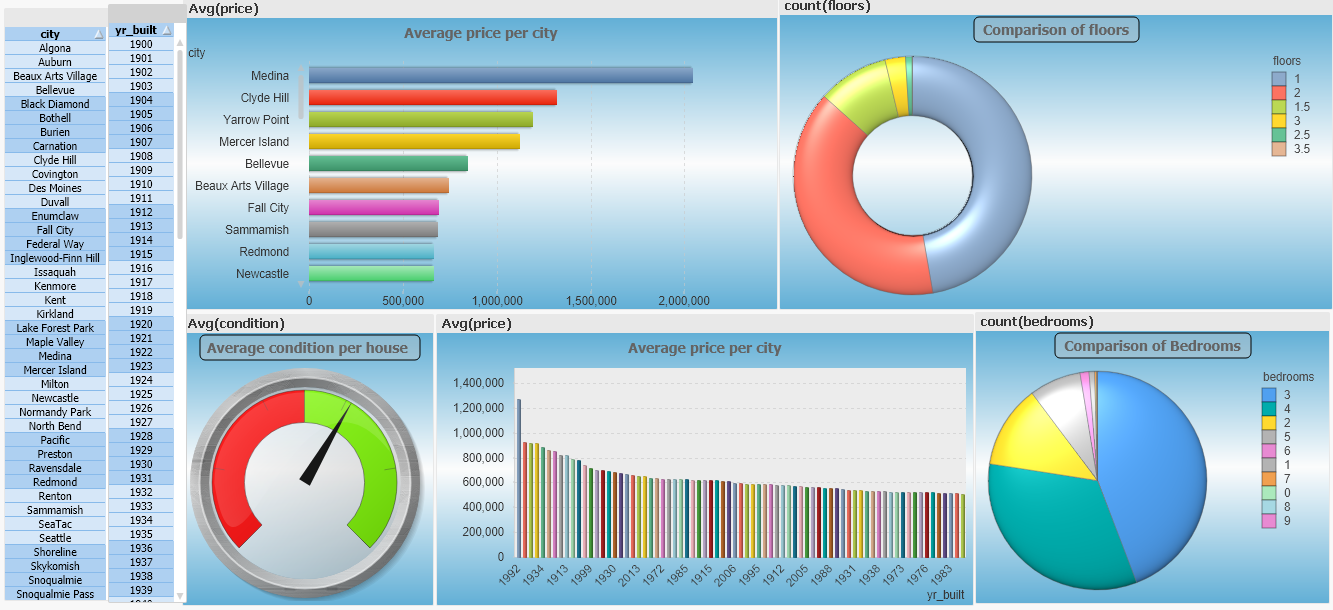 city
Algona
Auburn
Beaux Arts Village
Bellevue
Black Diamond
Bothell
Burien
Carnation
Clyde Hill
Covington
Des Moines
Duvall
Enumclaw
Fall City
Federal Way
Inglewood-Finn Hill
Issaquah
Kenmore
Kent
Kirkland
Lake Forest Park
Maple Valley
Medina
Mercer Island
Milton
Newcastle
Normandy Park
North Bend
Pacific
Preston
Ravensdale
Redmond
Renton
Sammamish
SeaTac
Seattle
Shoreline
Skykomish
Snoqualmie
Snoqualmie Pass
yr_built
1900
1901
1902
1903
1904
1905
1906
1907
1908
1909
1910
1911
1912
1913
1914
1915
1916
1917
1918
1919
1920
1921
1922
1923
1924
1925
1926
1927
1928
1929
1930
1931
1932
1933
1934
1935
1936
1937
1938
1939
Avg(price)
Average price per city
city
Medina
Clyde Hill
Yarrow Point
Mercer Island
Bellevue
Beaux Arts Village
Fall City
Sammamish
Redmond
Newcastle
0 500,000 1,000,000 1,500,000 2,000,000
count(floors)
Comparison of floors
floors
1
2
1.5
3
2.5
3.5
Avg(condition)
Average condition per house
Avg(price)
Average price per city
1,400,000
1,200,000
1,000,000
800,000
600,000
400,000
200,000
0
1992 1934 1913 1999 1930 2013 1972 1985 1915 2006 1995 1912 2005 1988 1931 1938 1973 1976 1983
yr_built
count(bedrooms)
Comparison of Bedrooms
bedrooms
3
4
2
5
6
1
7
0
8
9